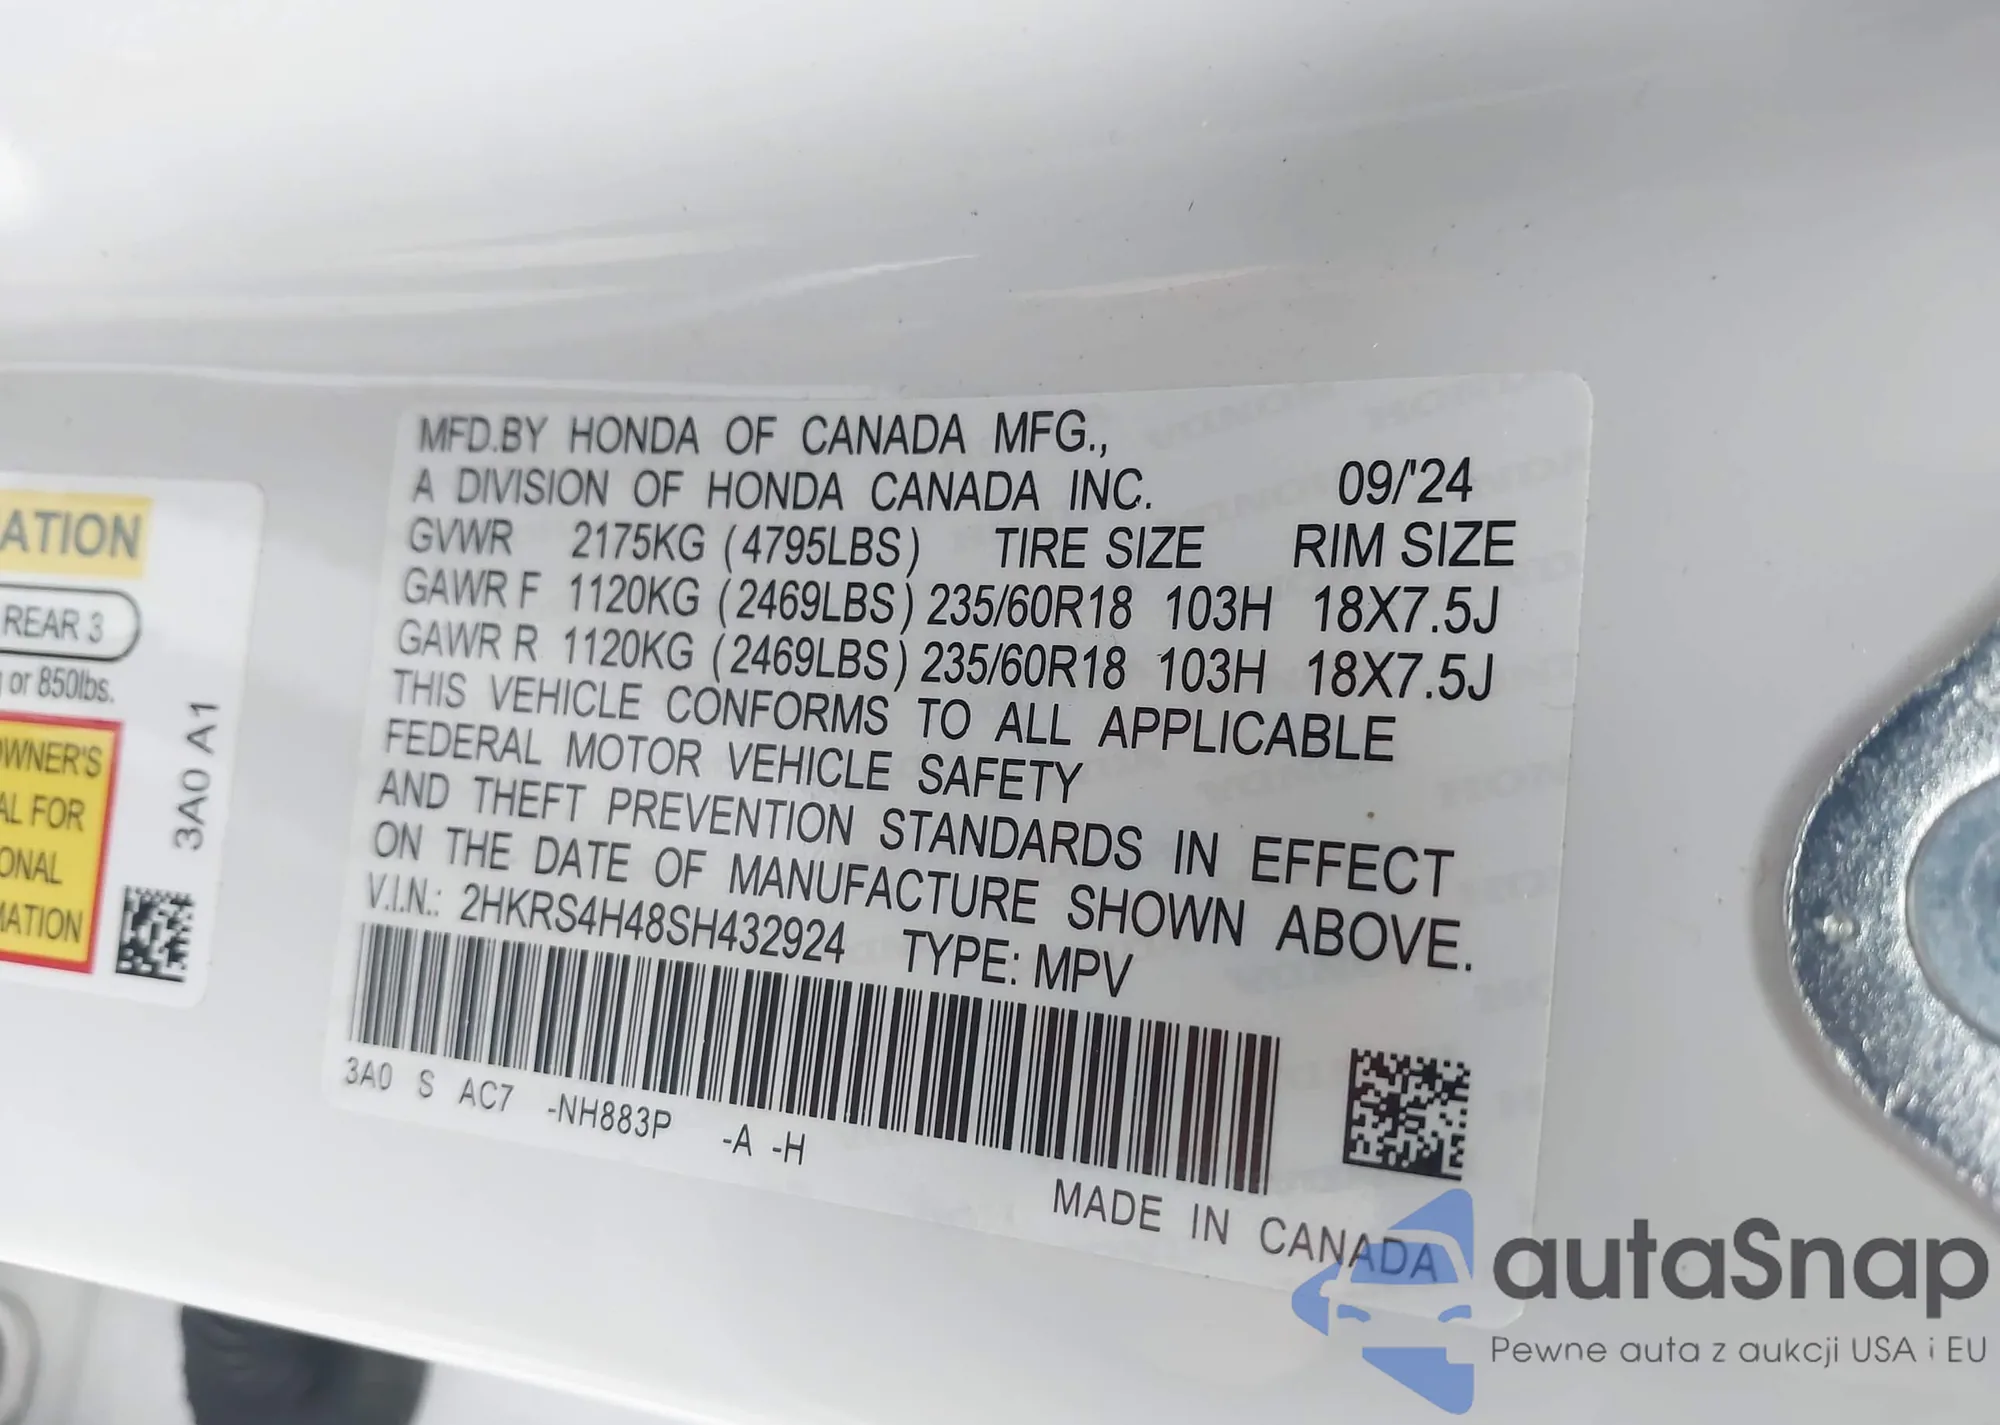 MFD.BY HONDA OF CANADA MFG.,
A DIVISION OF HONDA CANADA INC. 09/'24
GVWR 2175KG (4795LBS) TIRE SIZE RIM SIZE
GAWR F 1120KG (2469LBS) 235/60R18 103H 18X7.5J
GAWR R 1120KG (2469LBS) 235/60R18 103H 18X7.5J
THIS VEHICLE CONFORMS TO ALL APPLICABLE
FEDERAL MOTOR VEHICLE SAFETY
AND THEFT PREVENTION STANDARDS IN EFFECT
ON THE DATE OF MANUFACTURE SHOWN ABOVE.
V.I.N.: 2HKRS4H48SH432924 TYPE: MPV
3A0 S AC7 -NH883P -A -H
MADE IN CANADA
ATION
REAR 3
or 850lbs.
OWNER'S
AL FOR
ONAL
MATION
3A0 A1
autaSnap
Pewne auta z aukcji USA i EU